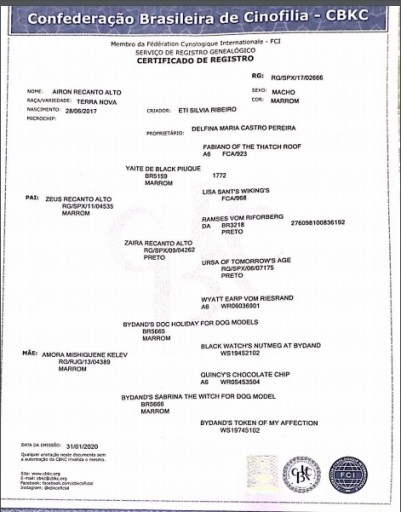 Confederação Brasileira de Cinofilia - CBKC
Membro da Fédération Cynologique Internationale - FCI
SERVIÇO DE REGISTRO GENEALÓGICO
CERTIFICADO DE REGISTRO
RG: RG/SPX/17/02666
NOME: AIRON RECANTO ALTO
SEXO: MACHO
RAÇA/VARIEDADE: TERRA NOVA
COR: MARROM
NASCIMENTO: 28/06/2017
CRIADOR: ETI SILVIA RIBEIRO
MICROCHIP:
PROPRIETÁRIO: DELFINA MARIA CASTRO PEREIRA
FABIANO OF THE THATCH ROOF
A6 FCA/923
YAITE DE BLACK PIUQUE
BR5159 1772
MARROM
LISA BANT'S WIKING'S
FCA/968
PAI: ZEUS RECANTO ALTO
RG/SPX/11/04535
MARROM
RAMSES VOM RIFORBERG
DA BR3218 276098100836192
PRETO
ZAIRA RECANTO ALTO
RG/SPX/09/04262
PRETO
URSA OF TOMORROW'S AGE
RG/SPX/06/07175
PRETO
WYATT EARP VOM RIESRAND
A6 WR06036901
BYDAND'S DOC HOLIDAY FOR DOG MODELS
BR5665
MARROM
BLACK WATCH'S NUTMEG AT BYDAND
WS19452102
MÃE: AMORA MISHIGUENE KELEV
RG/RJG/13/04389
MARROM
QUINCY'S CHOCOLATE CHIP
A6 WR05453504
BYDAND'S SABRINA THE WITCH FOR DOG MODEL
BR5666
MARROM
BYDAND'S TOKEN OF MY AFFECTION
WS19745102
DATA DA EMISSÃO: 31/01/2020
Qualquer anotação neste documento sem
a autorização da CBKC invalida o mesmo.
Site: www.cbkc.org
E-mail: cbkc@cbkc.org
Facebook: facebook.com/cbkcoficial
Instagram: @cbkcoficial
FCI